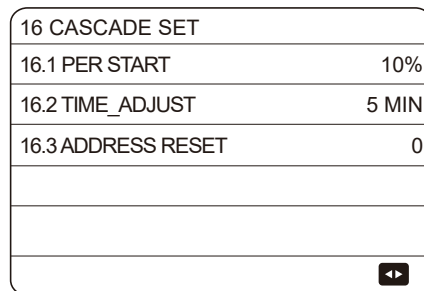 16 CASCADE SET
16.1 PER START 10%
16.2 TIME_ADJUST 5 MIN
16.3 ADDRESS RESET 0